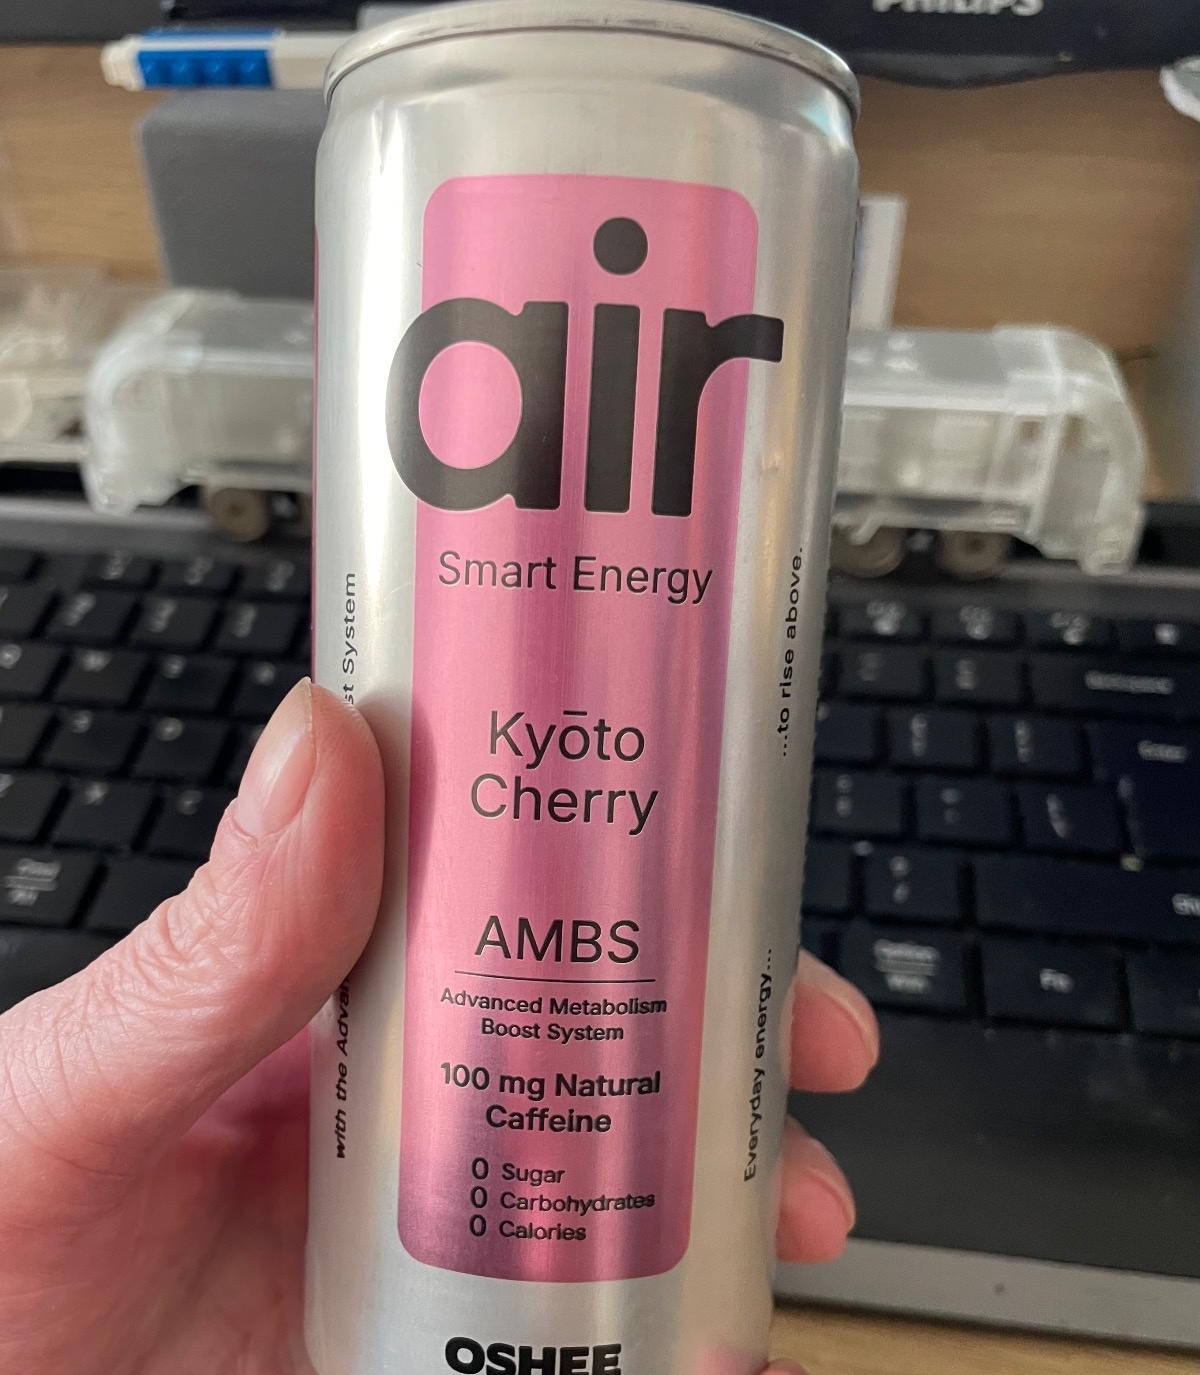 PHILIPS
air
Smart Energy
Kyōto
Cherry
AMBS
Advanced Metabolism
Boost System
100 mg Natural
Caffeine
0 Sugar
0 Carbohydrates
0 Calories
OSHEE
with the Advan
st System
Everyday energy...
...to rise above.